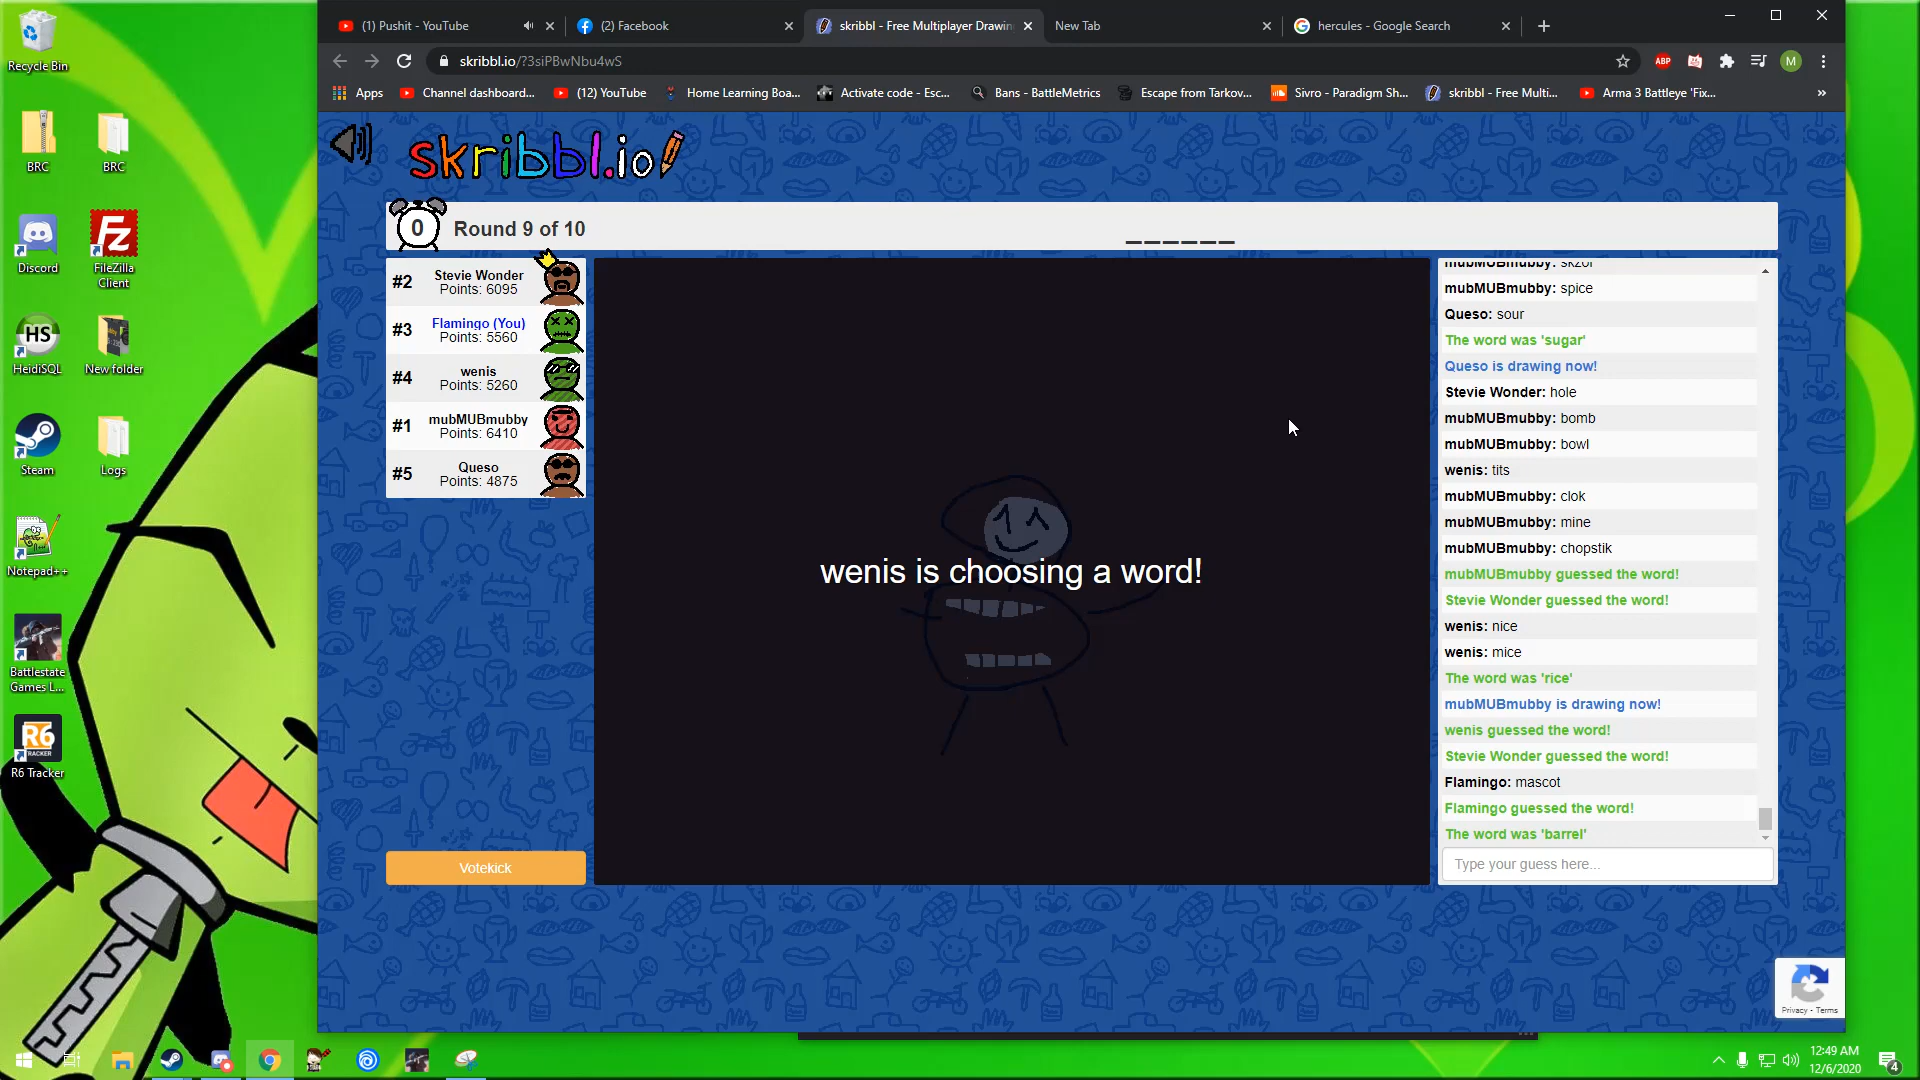 Recycle Bin
BRC
BRC
Discord
FileZilla
Client
HeidiSQL
New folder
Steam
Logs
Notepad++
Battlestate
Games L...
R6 Tracker
(1) Pushit - YouTube
(2) Facebook
skribbl - Free Multiplayer Drawin
New Tab
hercules - Google Search
skribbl.io/?3siPBwNbu4wS
ABP
M
Apps
Channel dashboard...
(12) YouTube
Home Learning Boa...
Activate code - Esc...
Bans - BattleMetrics
Escape from Tarkov...
Sivro - Paradigm Sh...
skribbl - Free Multi...
Arma 3 Battleye 'Fix...
skribbl.io
0
Round 9 of 10
______
#2
Stevie Wonder
Points: 6095
#3
Flamingo (You)
Points: 5560
#4
wenis
Points: 5260
#1
mubMUBmubby
Points: 6410
#5
Queso
Points: 4875
Votekick
wenis is choosing a word!
mubMUBmubby: skzor
mubMUBmubby: spice
Queso: sour
The word was 'sugar'
Queso is drawing now!
Stevie Wonder: hole
mubMUBmubby: bomb
mubMUBmubby: bowl
wenis: tits
mubMUBmubby: clok
mubMUBmubby: mine
mubMUBmubby: chopstik
mubMUBmubby guessed the word!
Stevie Wonder guessed the word!
wenis: nice
wenis: mice
The word was 'rice'
mubMUBmubby is drawing now!
wenis guessed the word!
Stevie Wonder guessed the word!
Flamingo: mascot
Flamingo guessed the word!
The word was 'barrel'
Type your guess here...
Privacy - Terms
12:49 AM
12/6/2020
4